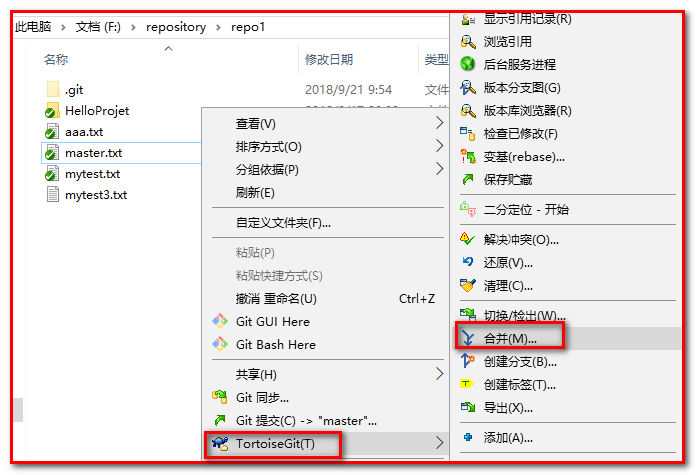 此电脑 > 文档 (F:) > repository > repo1
名称 修改日期 类型
.git 2018/9/21 9:54 文件
HelloProjet
aaa.txt
master.txt
mytest.txt
mytest3.txt
查看(V)
排序方式(O)
分组依据(P)
刷新(E)
自定义文件夹(F)...
粘贴(P)
粘贴快捷方式(S)
撤消 重命名(U) Ctrl+Z
Git GUI Here
Git Bash Here
共享(H)
Git 同步...
Git 提交(C) -> "master"...
TortoiseGit(T)
显示引用记录(R)
浏览引用
后台服务进程
版本分支图(G)
版本库浏览器(R)
检查已修改(F)
变基(rebase)...
保存贮藏
二分定位 - 开始
解决冲突(O)...
还原(V)...
清理(C)...
切换/检出(W)...
合并(M)...
创建分支(B)...
创建标签(T)...
导出(X)...
添加(A)...